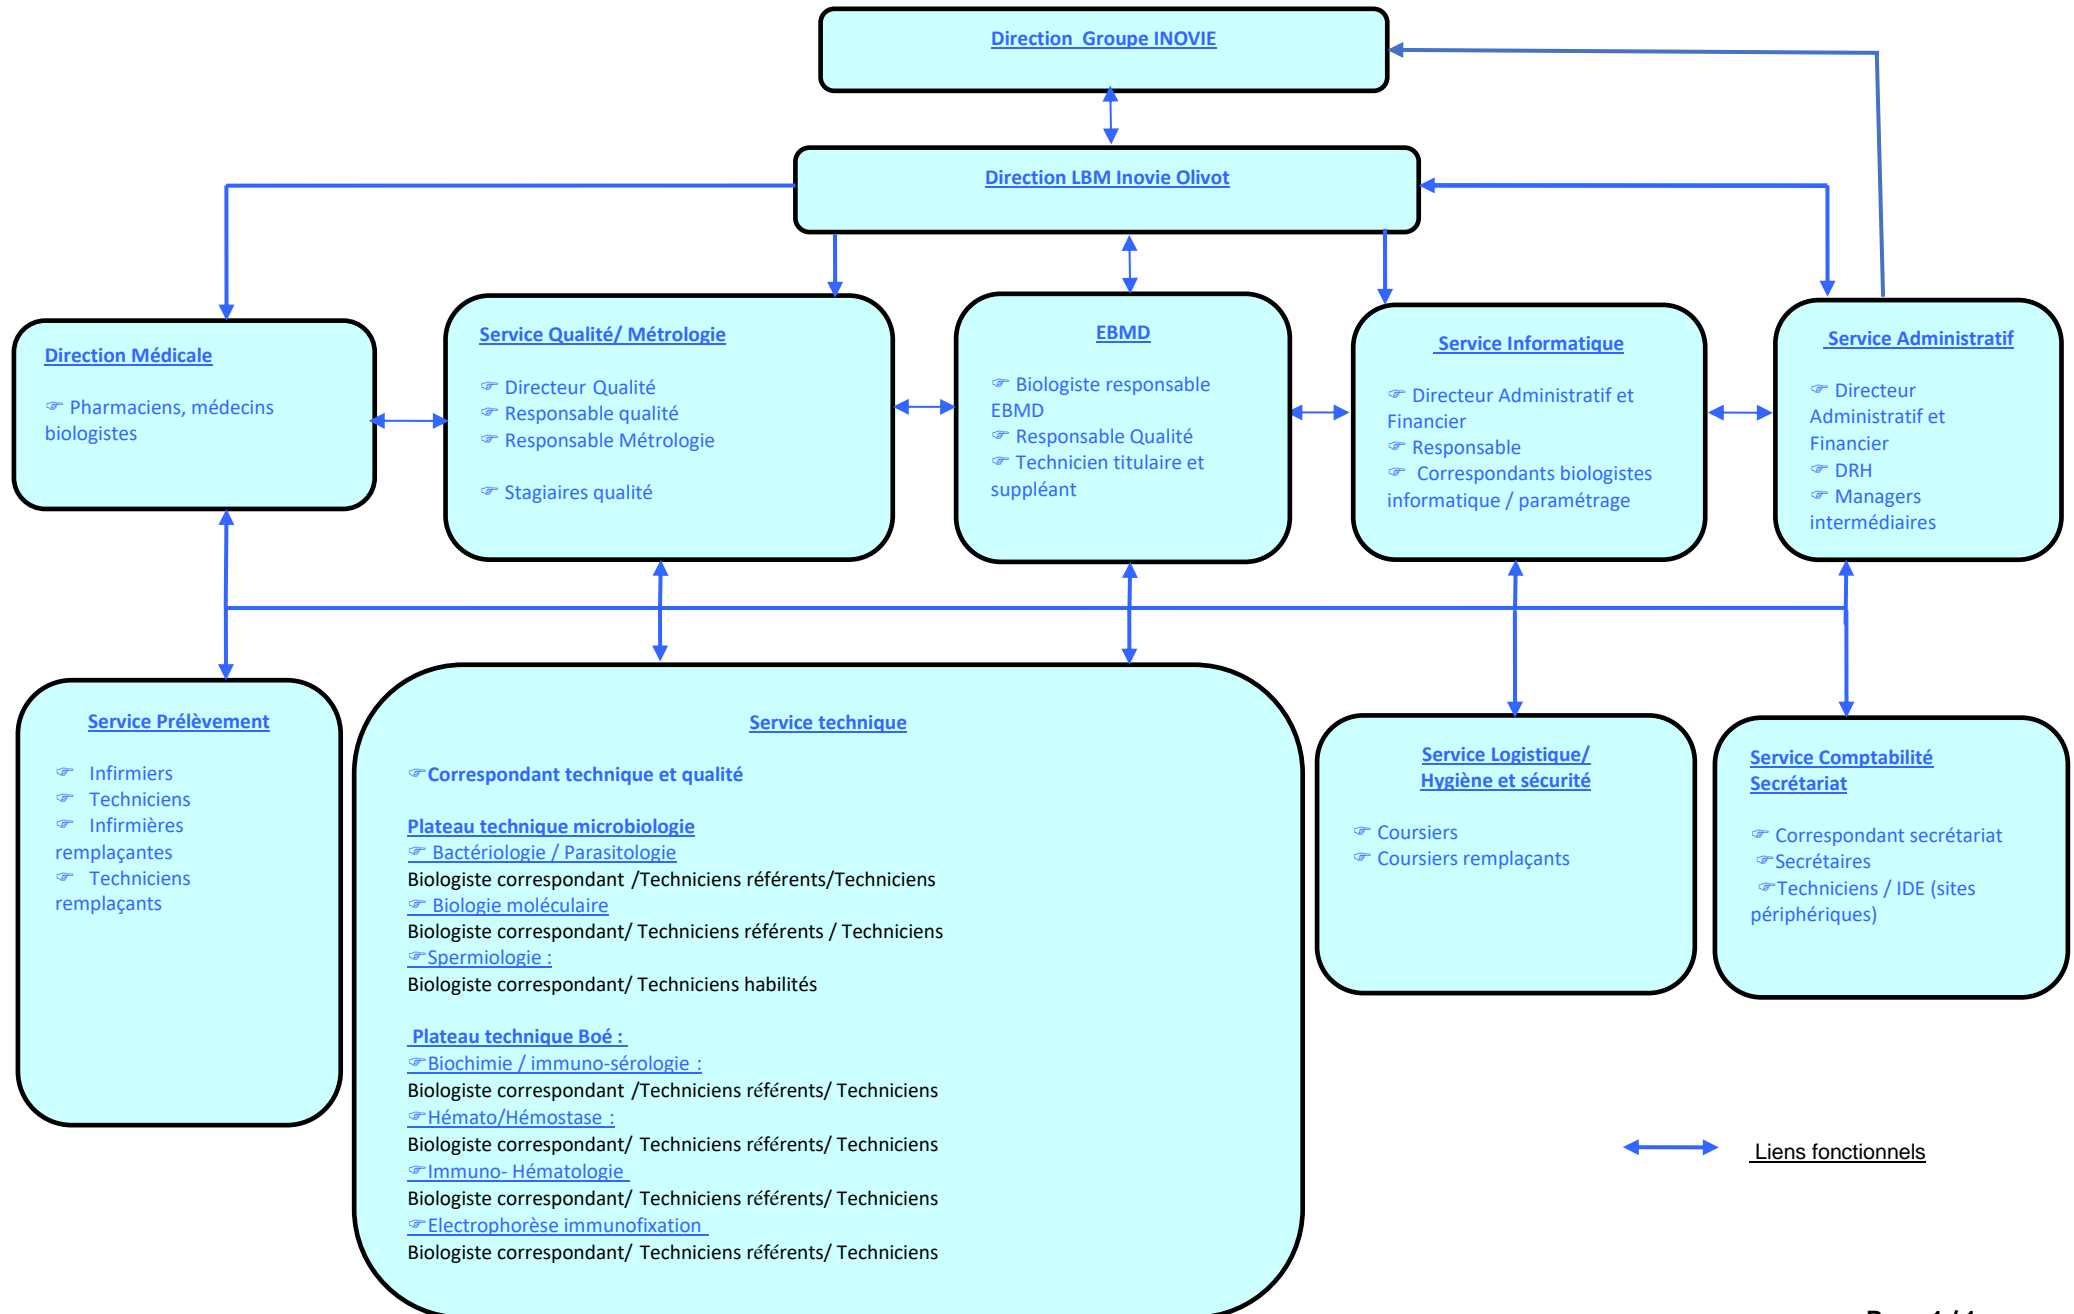 Direction Groupe INOVIE
Direction LBM Inovie Olivot
Direction Médicale
☞ Pharmaciens, médecins
biologistes
Service Qualité/ Métrologie
☞ Directeur Qualité
☞ Responsable qualité
☞ Responsable Métrologie
☞ Stagiaires qualité
EBMD
☞ Biologiste responsable
EBMD
☞ Responsable Qualité
☞ Technicien titulaire et
suppléant
Service Informatique
☞ Directeur Administratif et
Financier
☞ Responsable
☞ Correspondants biologistes
informatique / paramétrage
Service Administratif
☞ Directeur
Administratif et
Financier
☞ DRH
☞ Managers
intermédiaires
Service Prélèvement
☞ Infirmiers
☞ Techniciens
☞ Infirmières
remplaçantes
☞ Techniciens
remplaçants
Service technique
☞Correspondant technique et qualité
Plateau technique microbiologie
☞ Bactériologie / Parasitologie
Biologiste correspondant /Techniciens référents/Techniciens
☞ Biologie moléculaire
Biologiste correspondant/ Techniciens référents / Techniciens
☞Spermiologie :
Biologiste correspondant/ Techniciens habilités
Plateau technique Boé :
☞Biochimie / immuno-sérologie :
Biologiste correspondant /Techniciens référents/ Techniciens
☞Hémato/Hémostase :
Biologiste correspondant/ Techniciens référents/ Techniciens
☞Immuno- Hématologie
Biologiste correspondant/ Techniciens référents/ Techniciens
☞Electrophorèse immunofixation
Biologiste correspondant/ Techniciens référents/ Techniciens
Service Logistique/
Hygiène et sécurité
☞ Coursiers
☞ Coursiers remplaçants
Service Comptabilité
Secrétariat
☞ Correspondant secrétariat
☞Secrétaires
☞Techniciens / IDE (sites
périphériques)
Liens fonctionnels